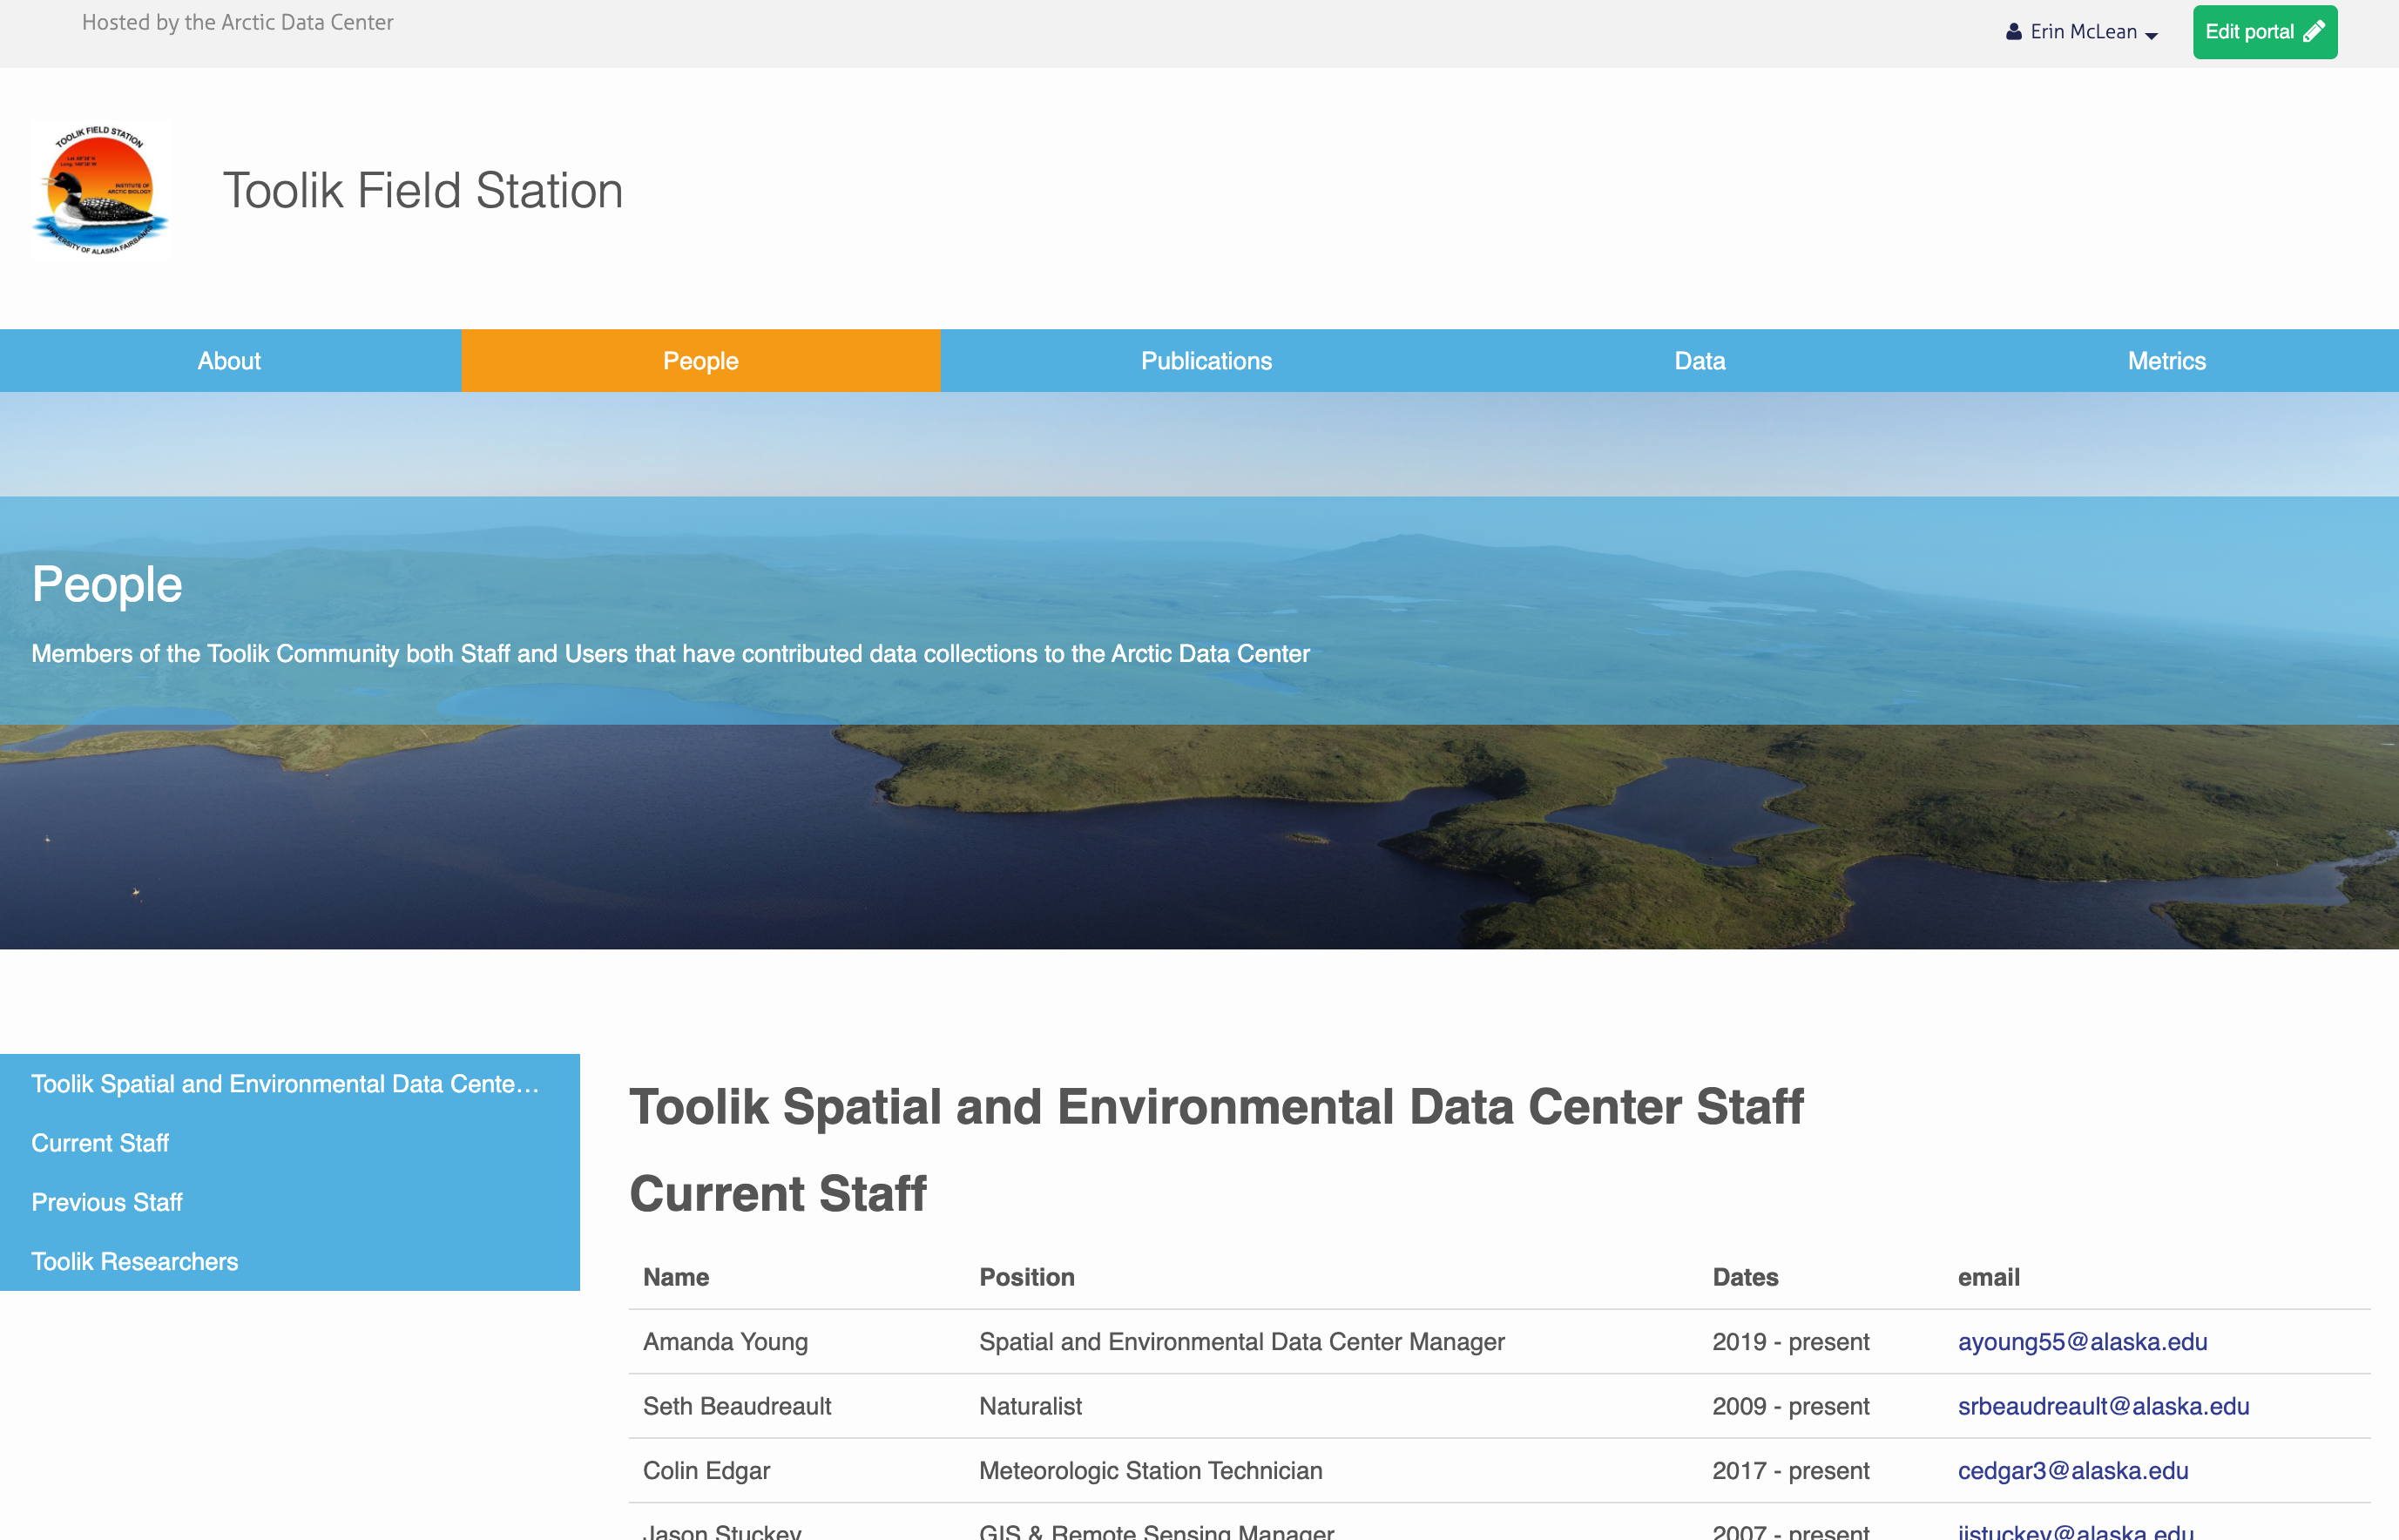 Hosted by the Arctic Data Center
Erin McLean
Edit portal
TOOLIK FIELD STATION
INSTITUTE OF
ARCTIC BIOLOGY
UNIVERSITY OF ALASKA FAIRBANKS
Toolik Field Station
About People Publications Data Metrics
People
Members of the Toolik Community both Staff and Users that have contributed data collections to the Arctic Data Center
Toolik Spatial and Environmental Data Cente...
Current Staff
Previous Staff
Toolik Researchers
Toolik Spatial and Environmental Data Center Staff
Current Staff
Name Position Dates email
Amanda Young Spatial and Environmental Data Center Manager 2019 - present ayoung55@alaska.edu
Seth Beaudreault Naturalist 2009 - present srbeaudreault@alaska.edu
Colin Edgar Meteorologic Station Technician 2017 - present cedgar3@alaska.edu
Jason Stuckey GIS & Remote Sensing Manager 2007 - present jjstuckey@alaska.edu